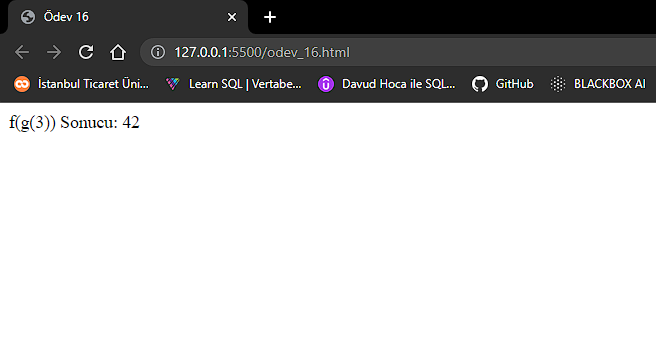 Ödev 16
127.0.0.1:5500/odev_16.html
İstanbul Ticaret Üni... Learn SQL | Vertabe... Davud Hoca ile SQL... GitHub BLACKBOX AI
f(g(3)) Sonucu: 42